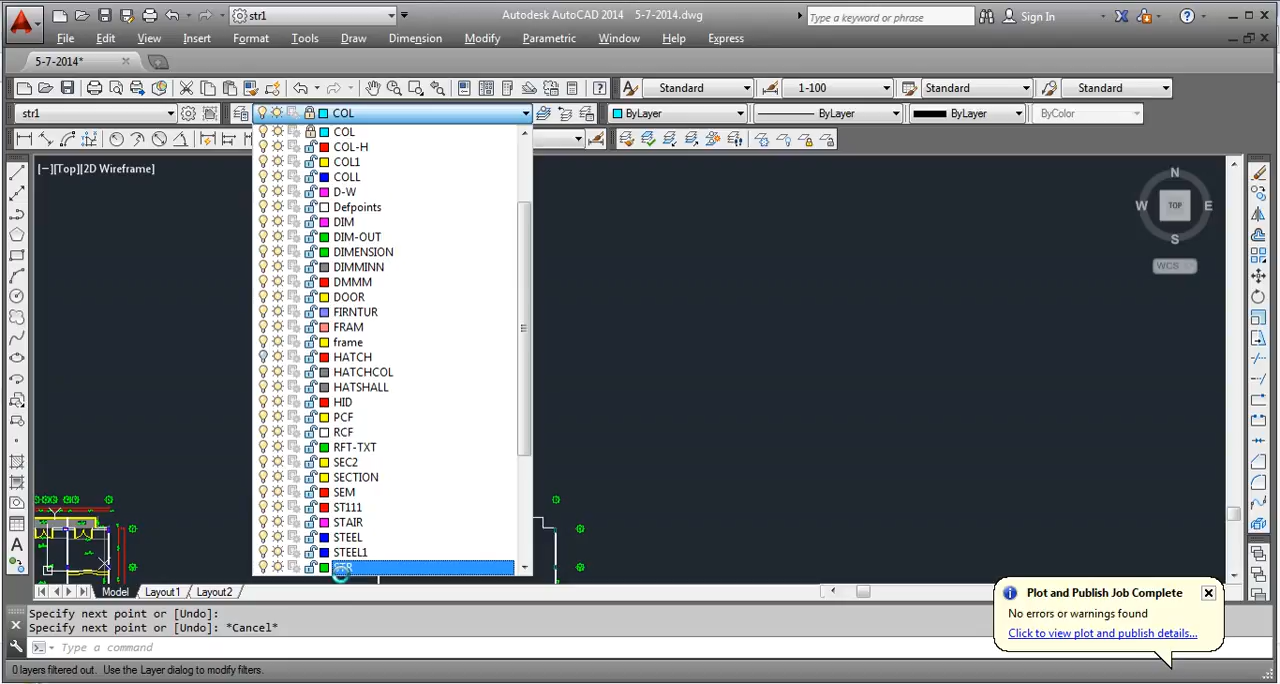 str1
Autodesk AutoCAD 2014   5-7-2014.dwg
Type a keyword or phrase
Sign In
File Edit View Insert Format Tools Draw Dimension Modify Parametric Window Help Express
5-7-2014*
Standard 1-100 Standard Standard
str1
COL
ByLayer ByLayer ByLayer ByColor
[−][Top][2D Wireframe]
COL
COL-H
COL1
COLL
D-W
Defpoints
DIM
DIM-OUT
DIMENSION
DIMMINN
DMMM
DOOR
FIRNTUR
FRAM
frame
HATCH
HATCHCOL
HATSHALL
HID
PCF
RCF
RFT-TXT
SEC2
SECTION
SEM
ST111
STAIR
STEEL
STEEL1
N
W TOP E
S
WCS
Model Layout1 Layout2
Specify next point or [Undo]:
Specify next point or [Undo]: *Cancel*
Type a command
0 layers filtered out.   Use the Layer dialog to modify filters.
Plot and Publish Job Complete
No errors or warnings found
Click to view plot and publish details...